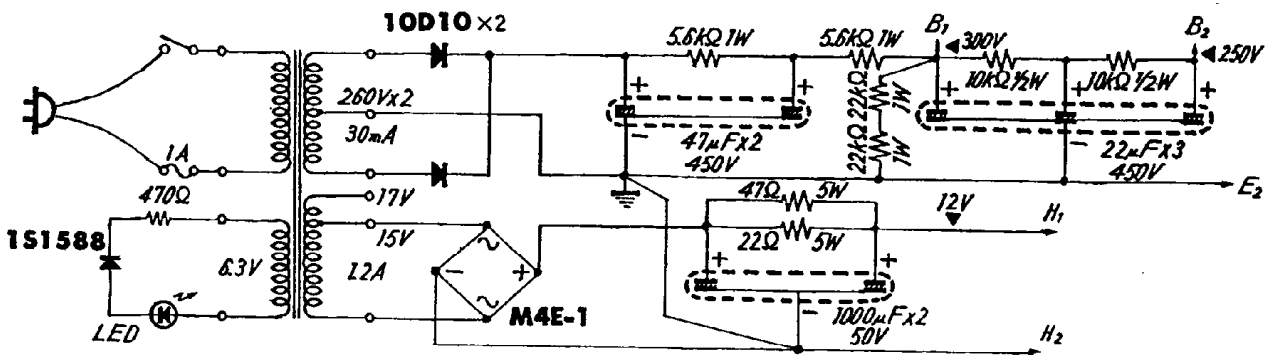 10D10×2
5.6kΩ 1W
5.6kΩ 1W
B₁
300V
B₂
250V
10kΩ ½W
10kΩ ½W
260V×2
30mA
1A
+
+
+
+
+
22kΩ
1W
22kΩ
1W
47μF×2
450V
−
22μF×3
450V
−
E₂
470Ω
17V
47Ω
5W
12V
H₁
1S1588
15V
22Ω
5W
6.3V
1.2A
−
+
+
+
LED
M4E-1
1000μF×2
50V
−
H₂